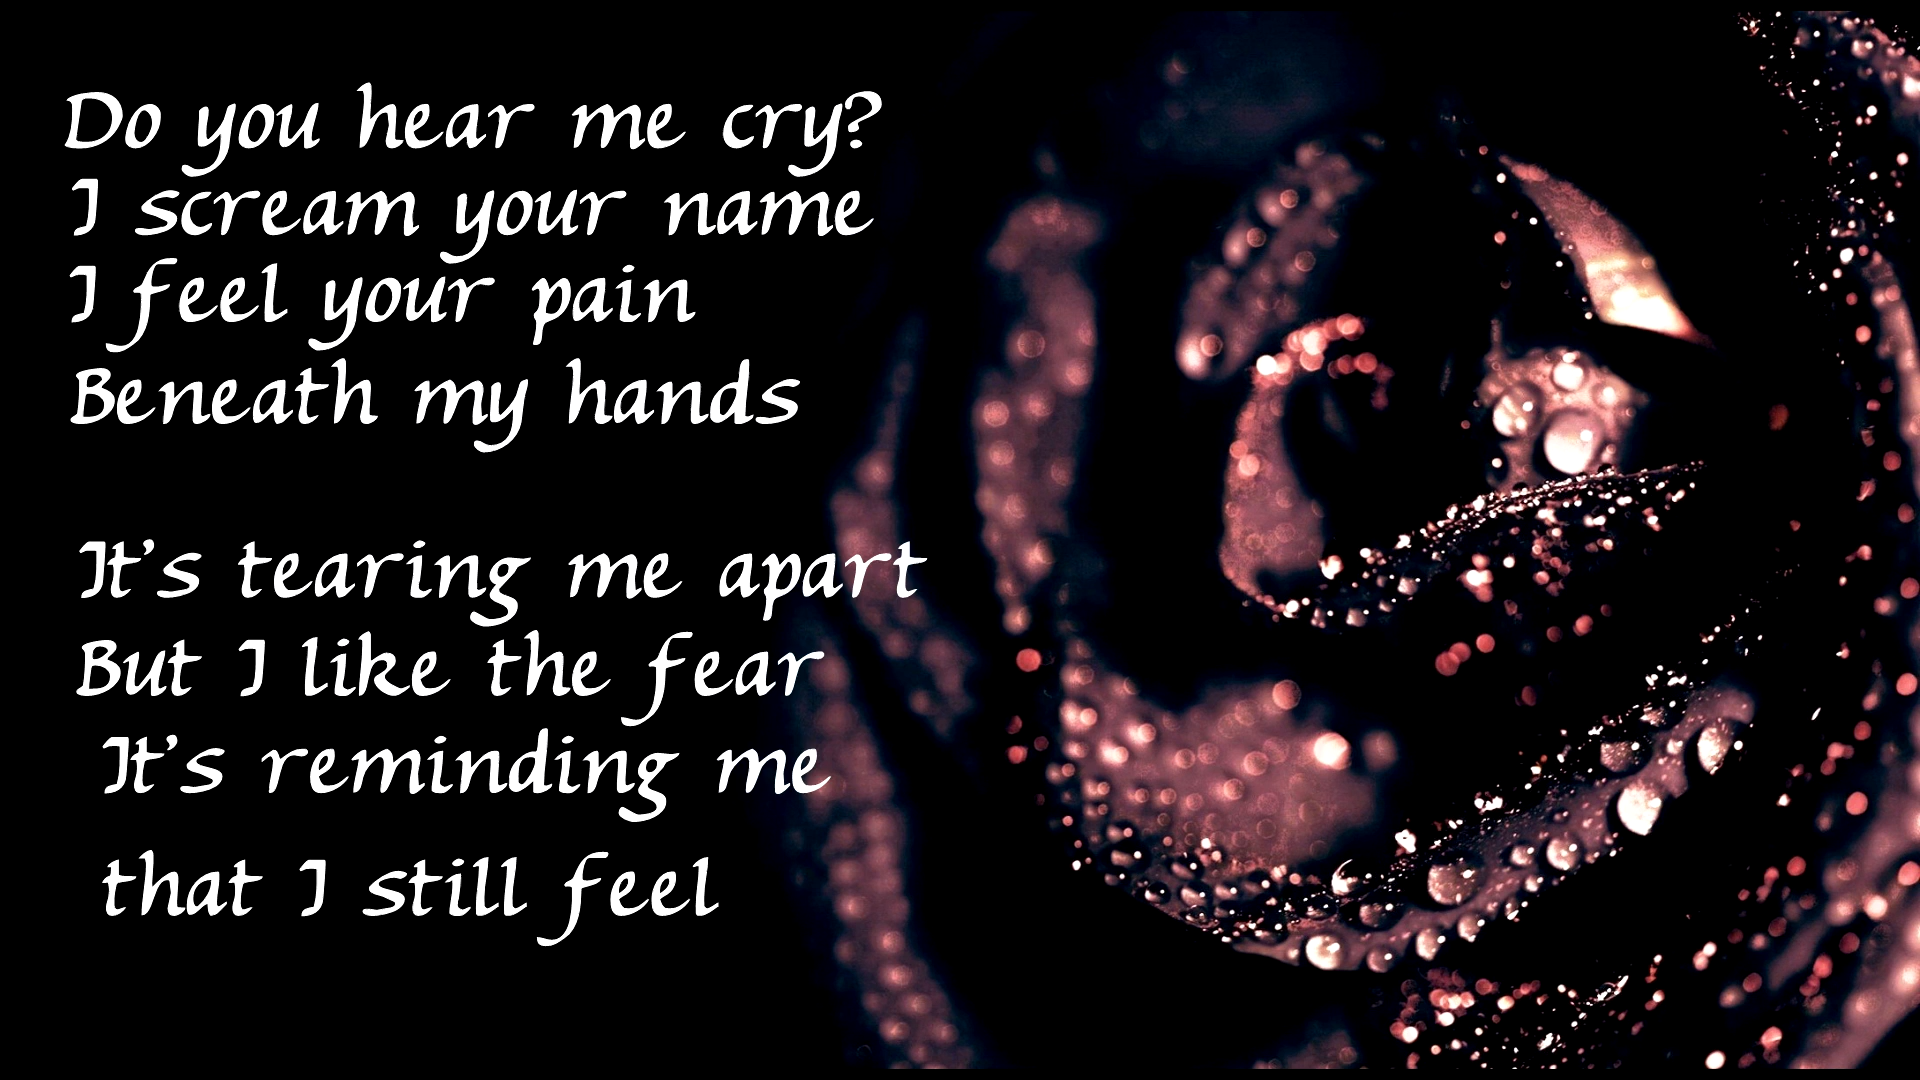 Do you hear me cry?
I scream your name
I feel your pain
Beneath my hands
It's tearing me apart
But I like the fear
It's reminding me
that I still feel